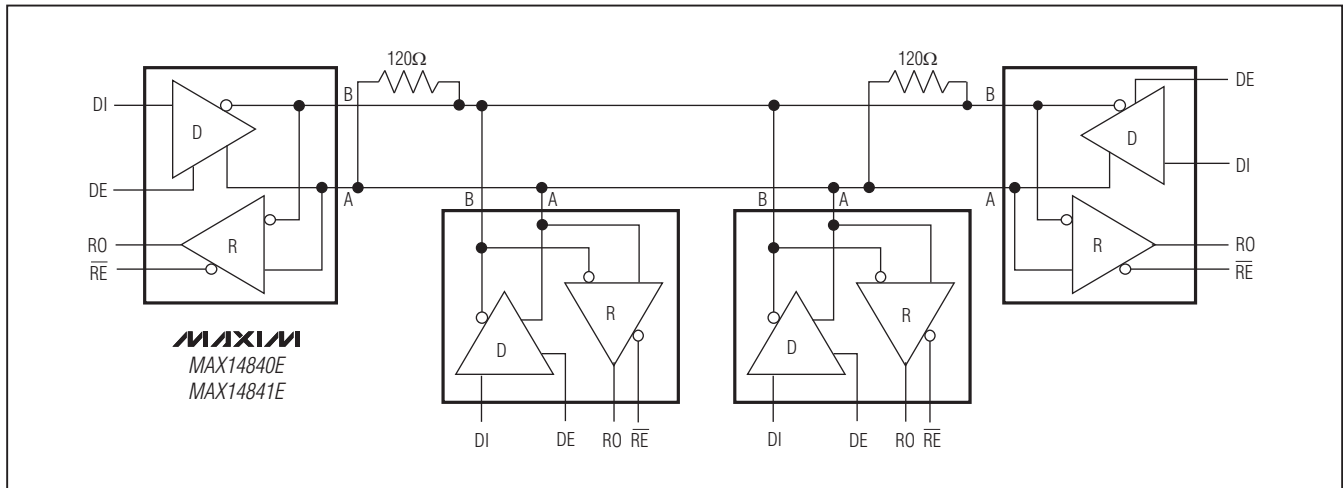 120Ω 120Ω
B B DE
DI D D
DI
DE A B A B A A
RO R R RO
RE RE
R R
MAXIM
MAX14840E D D
MAX14841E
DI DE RO RE DI DE RO RE